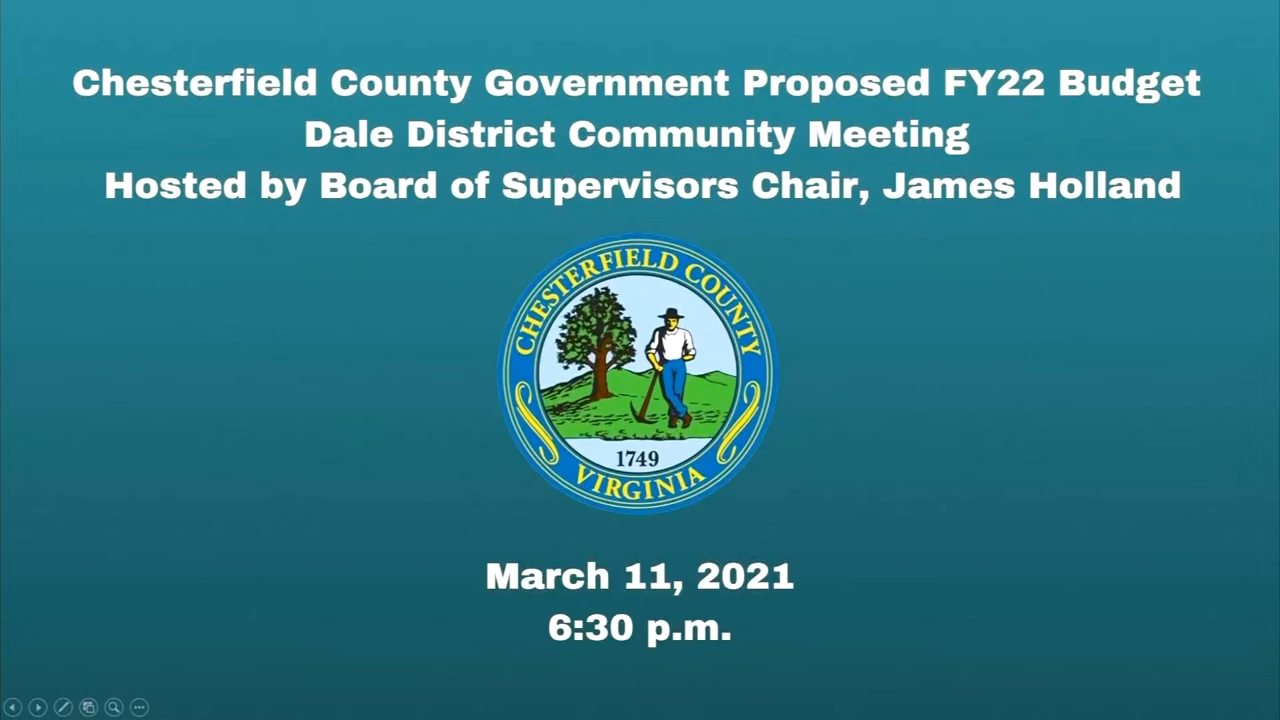 Chesterfield County Government Proposed FY22 Budget
Dale District Community Meeting
Hosted by Board of Supervisors Chair, James Holland
CHESTERFIELD COUNTY
1749
VIRGINIA
March 11, 2021
6:30 p.m.